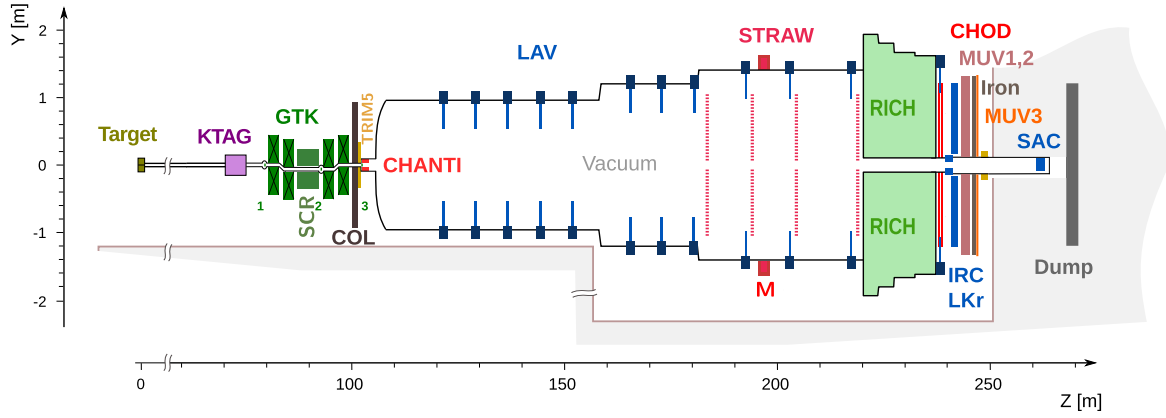 Y [m]
2
1
0
-1
-2
Target
KTAG
GTK
1
2
3
SCR
COL
TRIM5
CHANTI
LAV
Vacuum
STRAW
M
RICH
RICH
CHOD
MUV1,2
Iron
MUV3
SAC
IRC
LKr
Dump
0
100
150
200
250
Z [m]